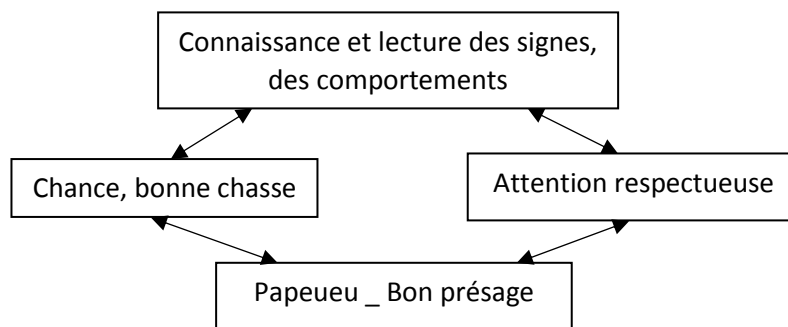 Connaissance et lecture des signes,
des comportements
Chance, bonne chasse
Attention respectueuse
Papeueu _ Bon présage